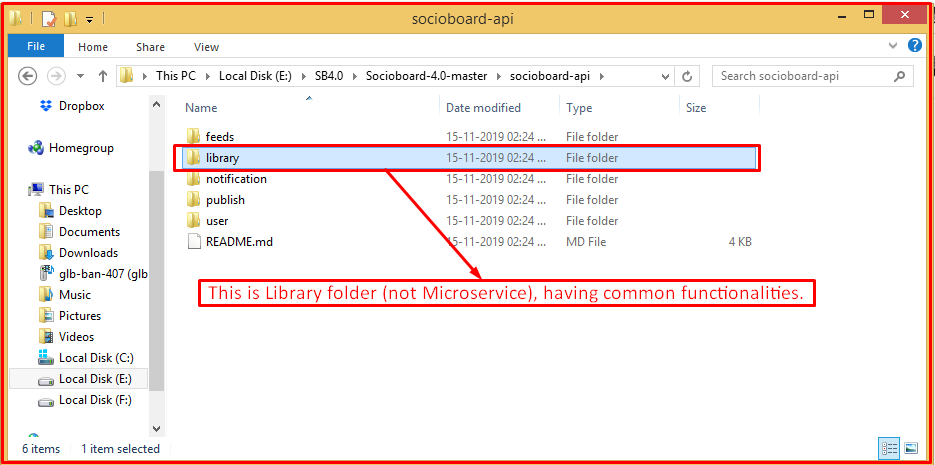 socioboard-api
File Home Share View
This PC Local Disk (E:) SB4.0 Socioboard-4.0-master socioboard-api
Search socioboard-api
Dropbox
Homegroup
This PC
Desktop
Documents
Downloads
glb-ban-407 (glb
Music
Pictures
Videos
Local Disk (C:)
Local Disk (E:)
Local Disk (F:)
Name Date modified Type Size
feeds 15-11-2019 02:24 ... File folder
library 15-11-2019 02:24 ... File folder
notification 15-11-2019 02:24 ... File folder
publish 15-11-2019 02:24 ... File folder
user 15-11-2019 02:24 ... File folder
README.md 15-11-2019 02:24 ... MD File 4 KB
This is Library folder (not Microservice), having common functionalities.
6 items 1 item selected